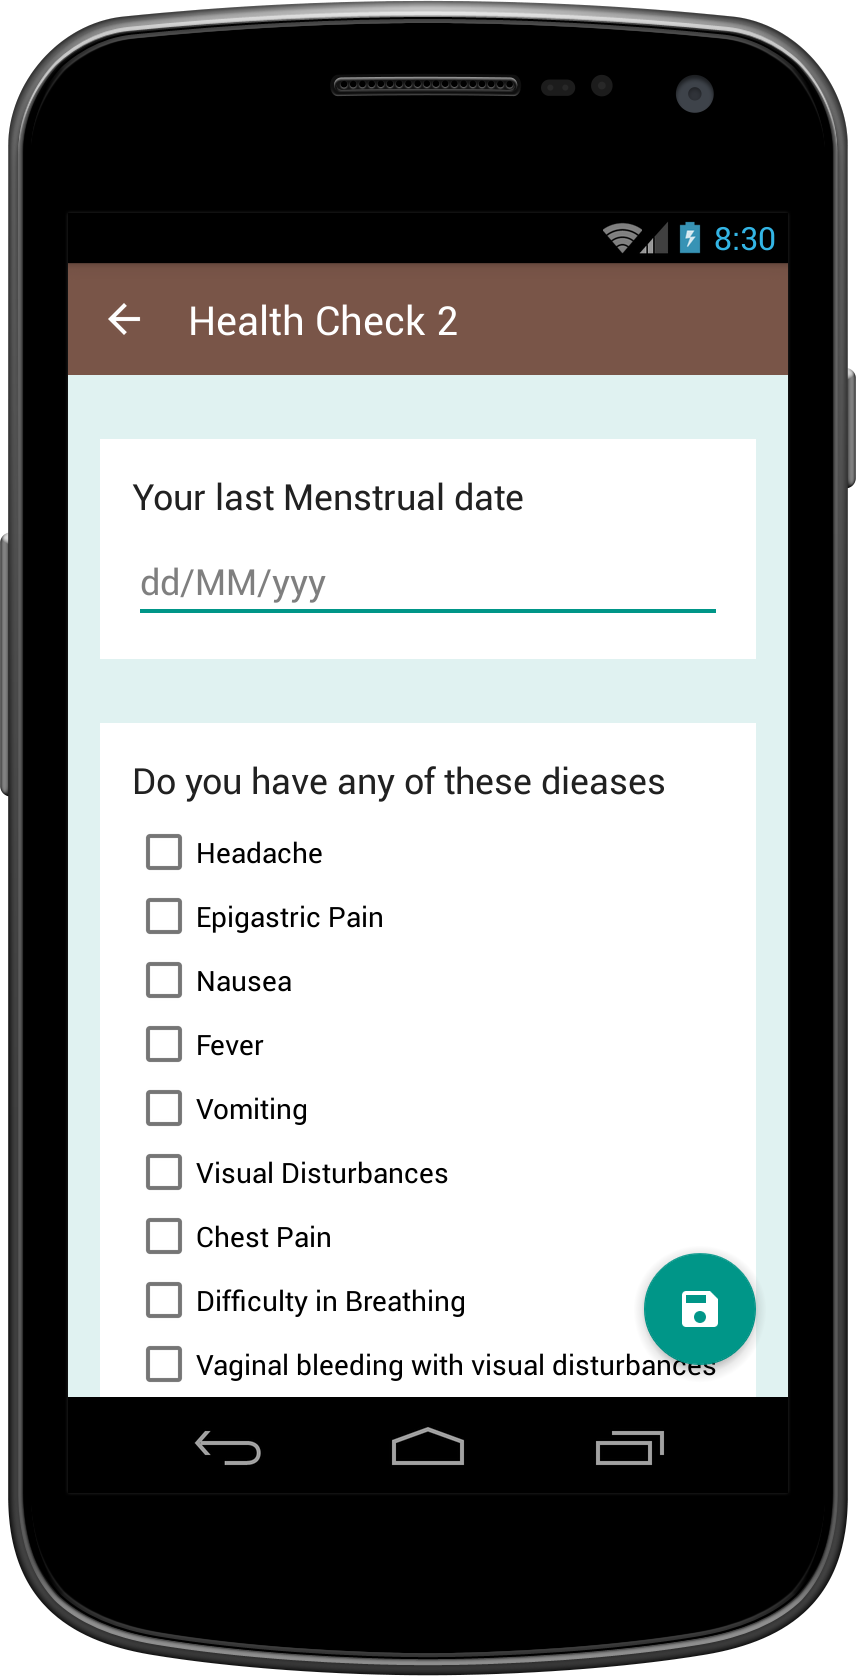 8:30
Health Check 2
Your last Menstrual date
dd/MM/yyy
Do you have any of these dieases
Headache
Epigastric Pain
Nausea
Fever
Vomiting
Visual Disturbances
Chest Pain
Difficulty in Breathing
Vaginal bleeding with visual disturbances